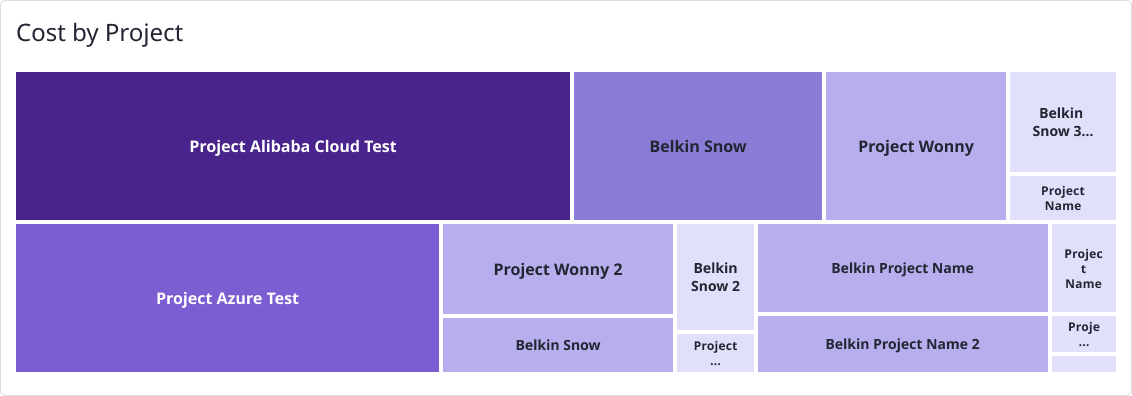 Cost by Project
Project Alibaba Cloud Test
Belkin Snow
Project Wonny
Belkin
Snow 3...
Project
Name
Project Azure Test
Project Wonny 2
Belkin Snow
Belkin
Snow 2
Project
...
Belkin Project Name
Belkin Project Name 2
Projec
t
Name
Proje
...